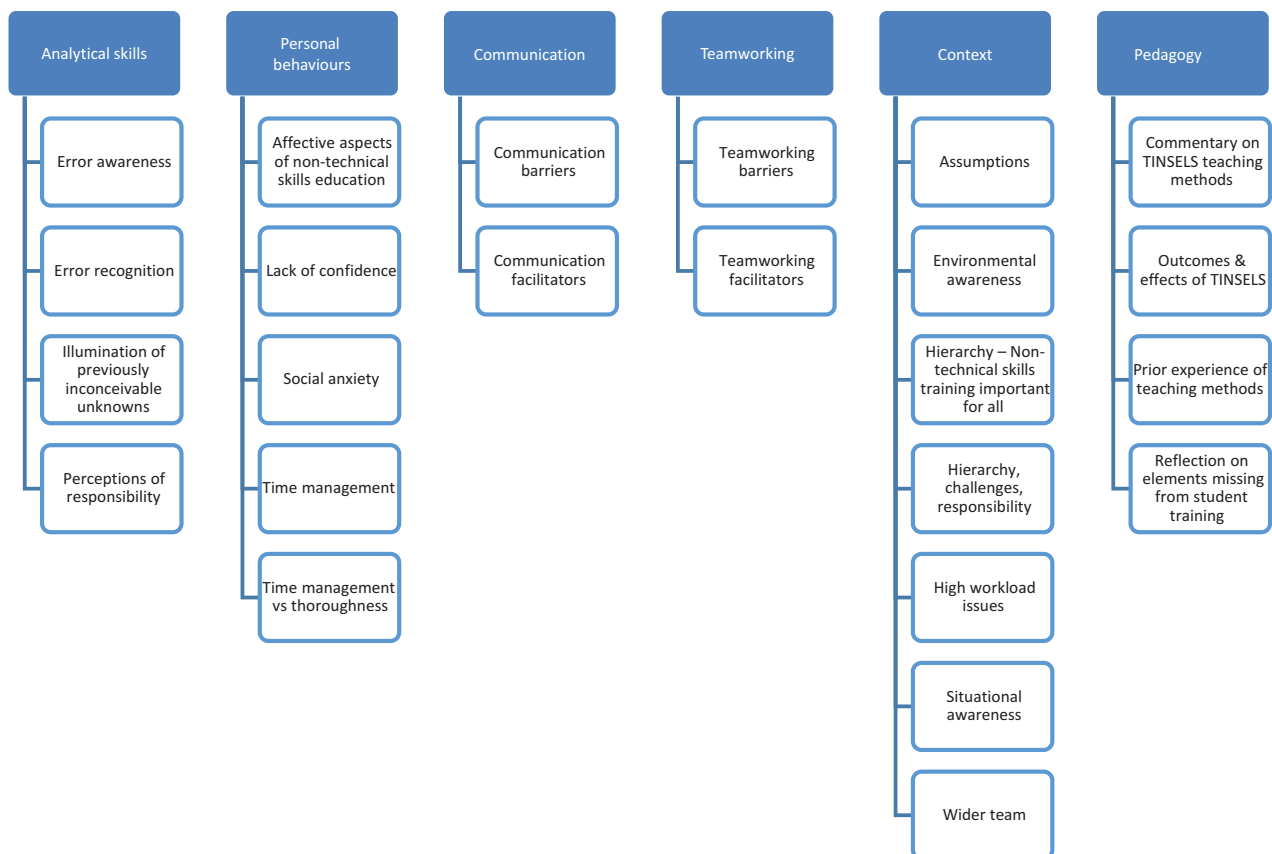 Analytical skills
Error awareness
Error recognition
Illumination of
previously
inconceivable
unknowns
Perceptions of
responsibility
Personal
behaviours
Affective aspects
of non-technical
skills education
Lack of confidence
Social anxiety
Time management
Time management
vs thoroughness
Communication
Communication
barriers
Communication
facilitators
Teamworking
Teamworking
barriers
Teamworking
facilitators
Context
Assumptions
Environmental
awareness
Hierarchy – Non-
technical skills
training important
for all
Hierarchy,
challenges,
responsibility
High workload
issues
Situational
awareness
Wider team
Pedagogy
Commentary on
TINSELS teaching
methods
Outcomes &
effects of TINSELS
Prior experience of
teaching methods
Reflection on
elements missing
from student
training